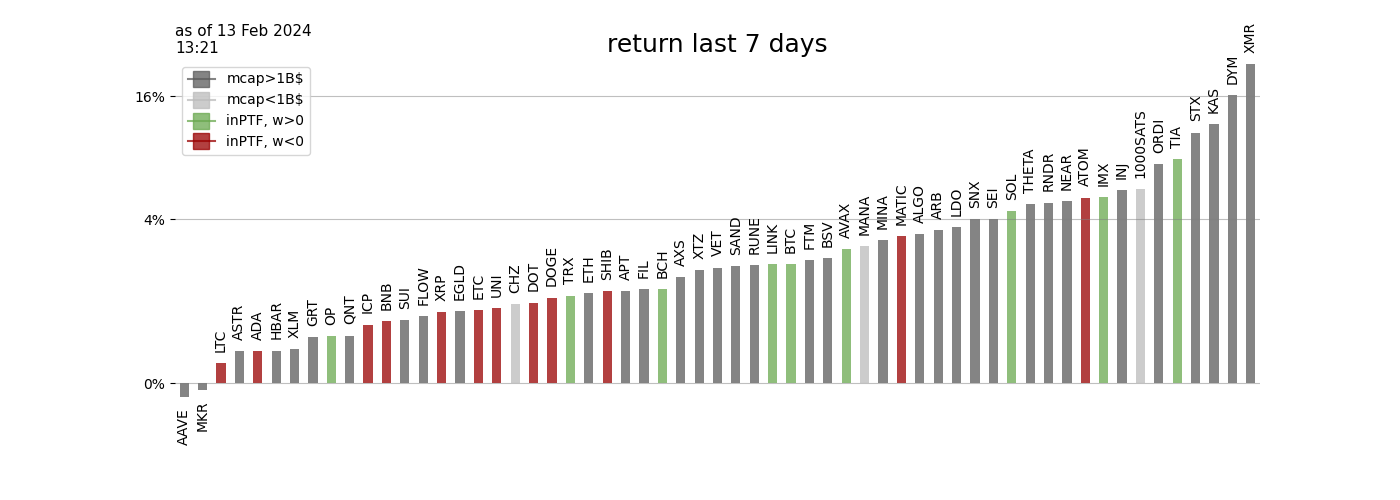 as of 13 Feb 2024
13:21
return last 7 days
mcap>1B$
mcap<1B$
inPTF, w>0
inPTF, w<0
16%
4%
0%
AAVE
MKR
LTC
ASTR
ADA
HBAR
XLM
GRT
OP
QNT
ICP
BNB
SUI
FLOW
XRP
EGLD
ETC
UNI
CHZ
DOT
DOGE
TRX
ETH
SHIB
APT
FIL
BCH
AXS
XTZ
VET
SAND
RUNE
LINK
BTC
FTM
BSV
AVAX
MANA
MINA
MATIC
ALGO
ARB
LDO
SNX
SEI
SOL
THETA
RNDR
NEAR
ATOM
IMX
INJ
1000SATS
ORDI
TIA
STX
KAS
DYM
XMR